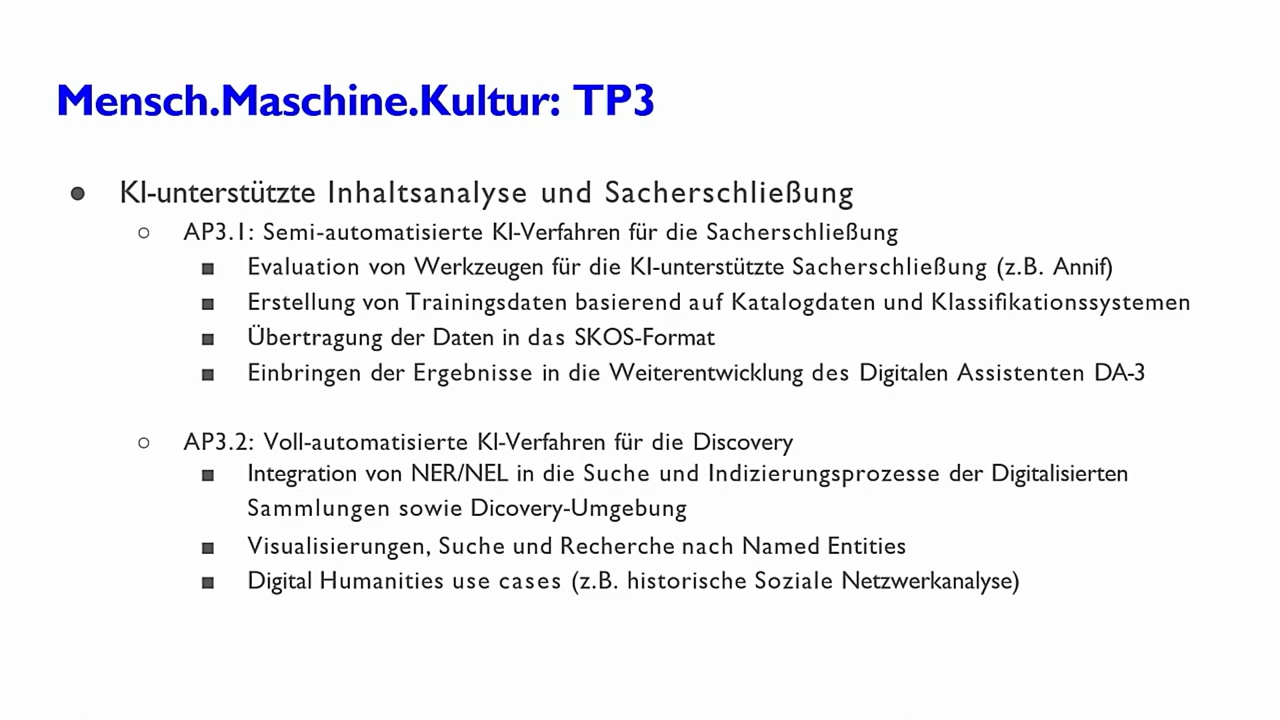 Mensch.Maschine.Kultur: TP3
● KI-unterstützte Inhaltsanalyse und Sacherschließung
○ AP3.1: Semi-automatisierte KI-Verfahren für die Sacherschließung
■ Evaluation von Werkzeugen für die KI-unterstützte Sacherschließung (z.B. Annif)
■ Erstellung von Trainingsdaten basierend auf Katalogdaten und Klassifikationssystemen
■ Übertragung der Daten in das SKOS-Format
■ Einbringen der Ergebnisse in die Weiterentwicklung des Digitalen Assistenten DA-3
○ AP3.2: Voll-automatisierte KI-Verfahren für die Discovery
■ Integration von NER/NEL in die Suche und Indizierungsprozesse der Digitalisierten
Sammlungen sowie Dicovery-Umgebung
■ Visualisierungen, Suche und Recherche nach Named Entities
■ Digital Humanities use cases (z.B. historische Soziale Netzwerkanalyse)